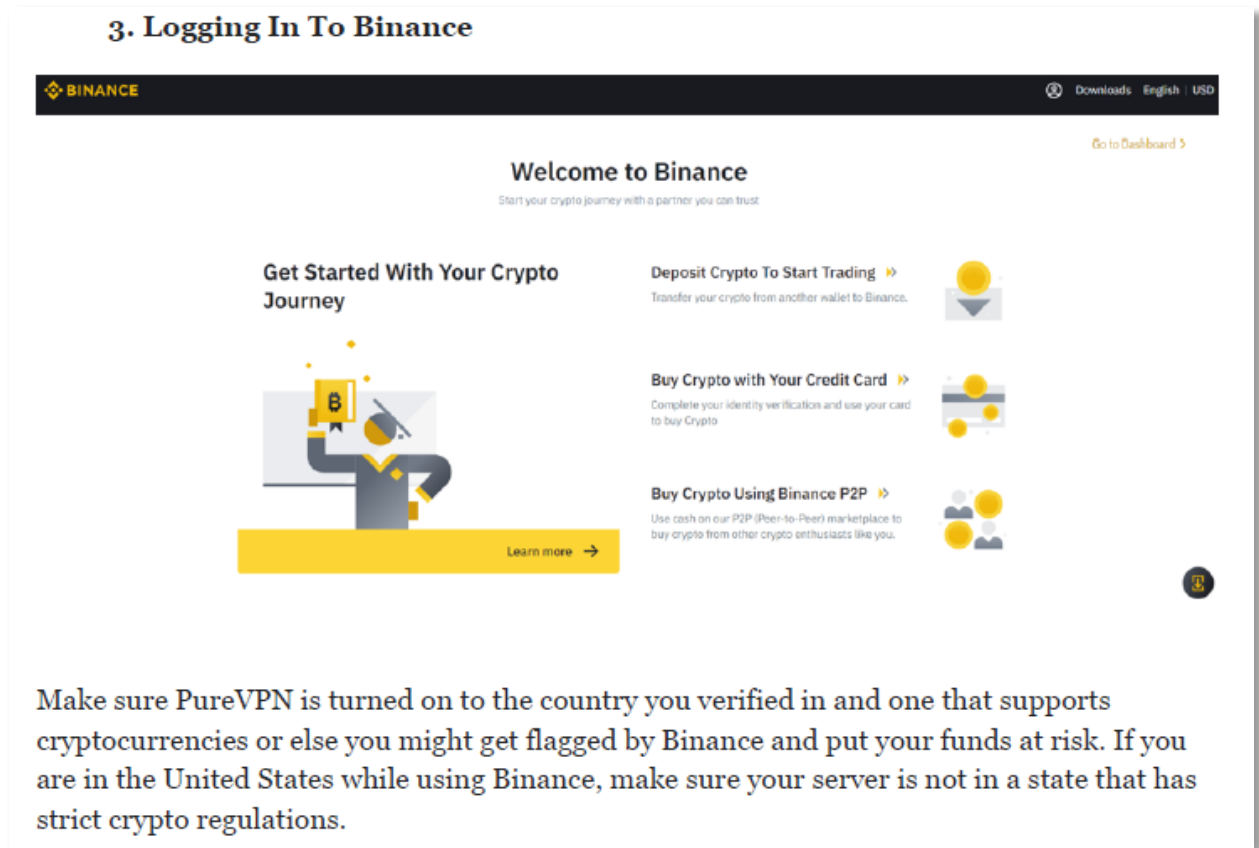 3. Logging In To Binance
BINANCE
Downloads English | USD
Go to Dashboard
Welcome to Binance
Start your crypto journey with a partner you can trust
Get Started With Your Crypto
Journey
Deposit Crypto To Start Trading
Transfer your crypto from another wallet to Binance.
Buy Crypto with Your Credit Card
Complete your identity verification and use your card
to buy Crypto
Buy Crypto Using Binance P2P
Use cash on our P2P (Peer-to-Peer) marketplace to
buy crypto from other crypto enthusiasts like you.
Learn more
Make sure PureVPN is turned on to the country you verified in and one that supports
cryptocurrencies or else you might get flagged by Binance and put your funds at risk. If you
are in the United States while using Binance, make sure your server is not in a state that has
strict crypto regulations.